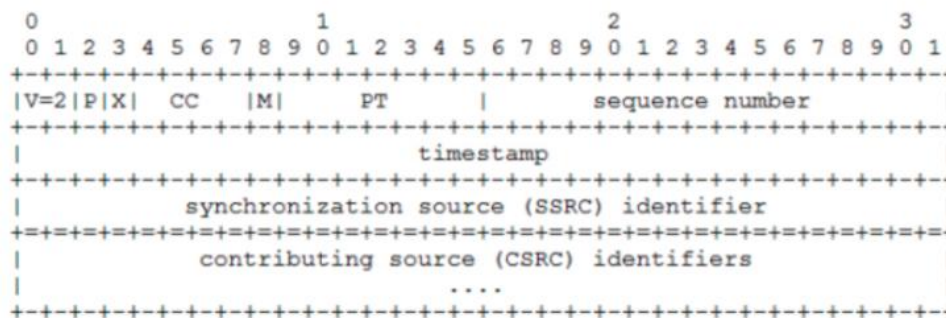 0 1 2 3
0 1 2 3 4 5 6 7 8 9 0 1 2 3 4 5 6 7 8 9 0 1 2 3 4 5 6 7 8 9 0 1
+-+-+-+-+-+-+-+-+-+-+-+-+-+-+-+-+-+-+-+-+-+-+-+-+-+-+-+-+-+-+-+-
|V=2|P|X| CC |M| PT | sequence number
+-+-+-+-+-+-+-+-+-+-+-+-+-+-+-+-+-+-+-+-+-+-+-+-+-+-+-+-+-+-+-+-
| timestamp
+-+-+-+-+-+-+-+-+-+-+-+-+-+-+-+-+-+-+-+-+-+-+-+-+-+-+-+-+-+-+-+-
| synchronization source (SSRC) identifier
+=+=+=+=+=+=+=+=+=+=+=+=+=+=+=+=+=+=+=+=+=+=+=+=+=+=+=+=+=+=+=+=
| contributing source (CSRC) identifiers
| ....
+-+-+-+-+-+-+-+-+-+-+-+-+-+-+-+-+-+-+-+-+-+-+-+-+-+-+-+-+-+-+-+-